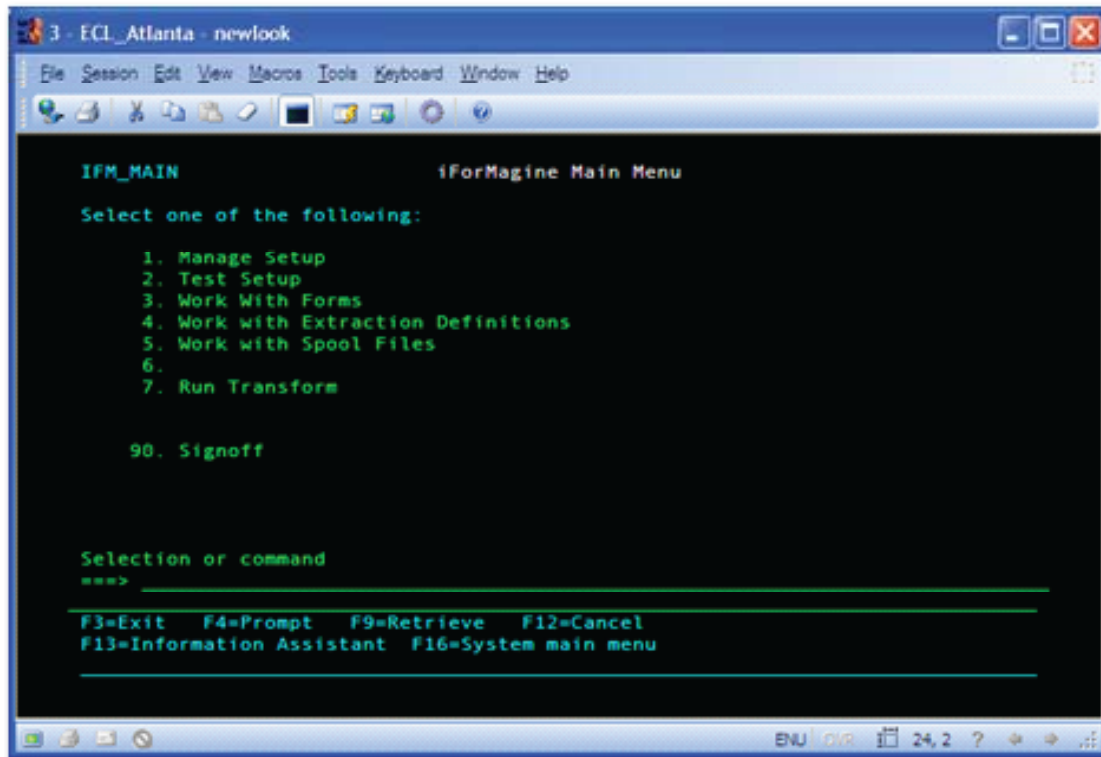 3 - ECL_Atlanta - newlook
File Session Edit View Macros Tools Keyboard Window Help
IFM_MAIN iForMagine Main Menu
Select one of the following:
1. Manage Setup
2. Test Setup
3. Work With Forms
4. Work with Extraction Definitions
5. Work with Spool Files
6.
7. Run Transform
90. Signoff
Selection or command
===>
F3=Exit F4=Prompt F9=Retrieve F12=Cancel
F13=Information Assistant F16=System main menu
ENU OVR 24, 2 ?